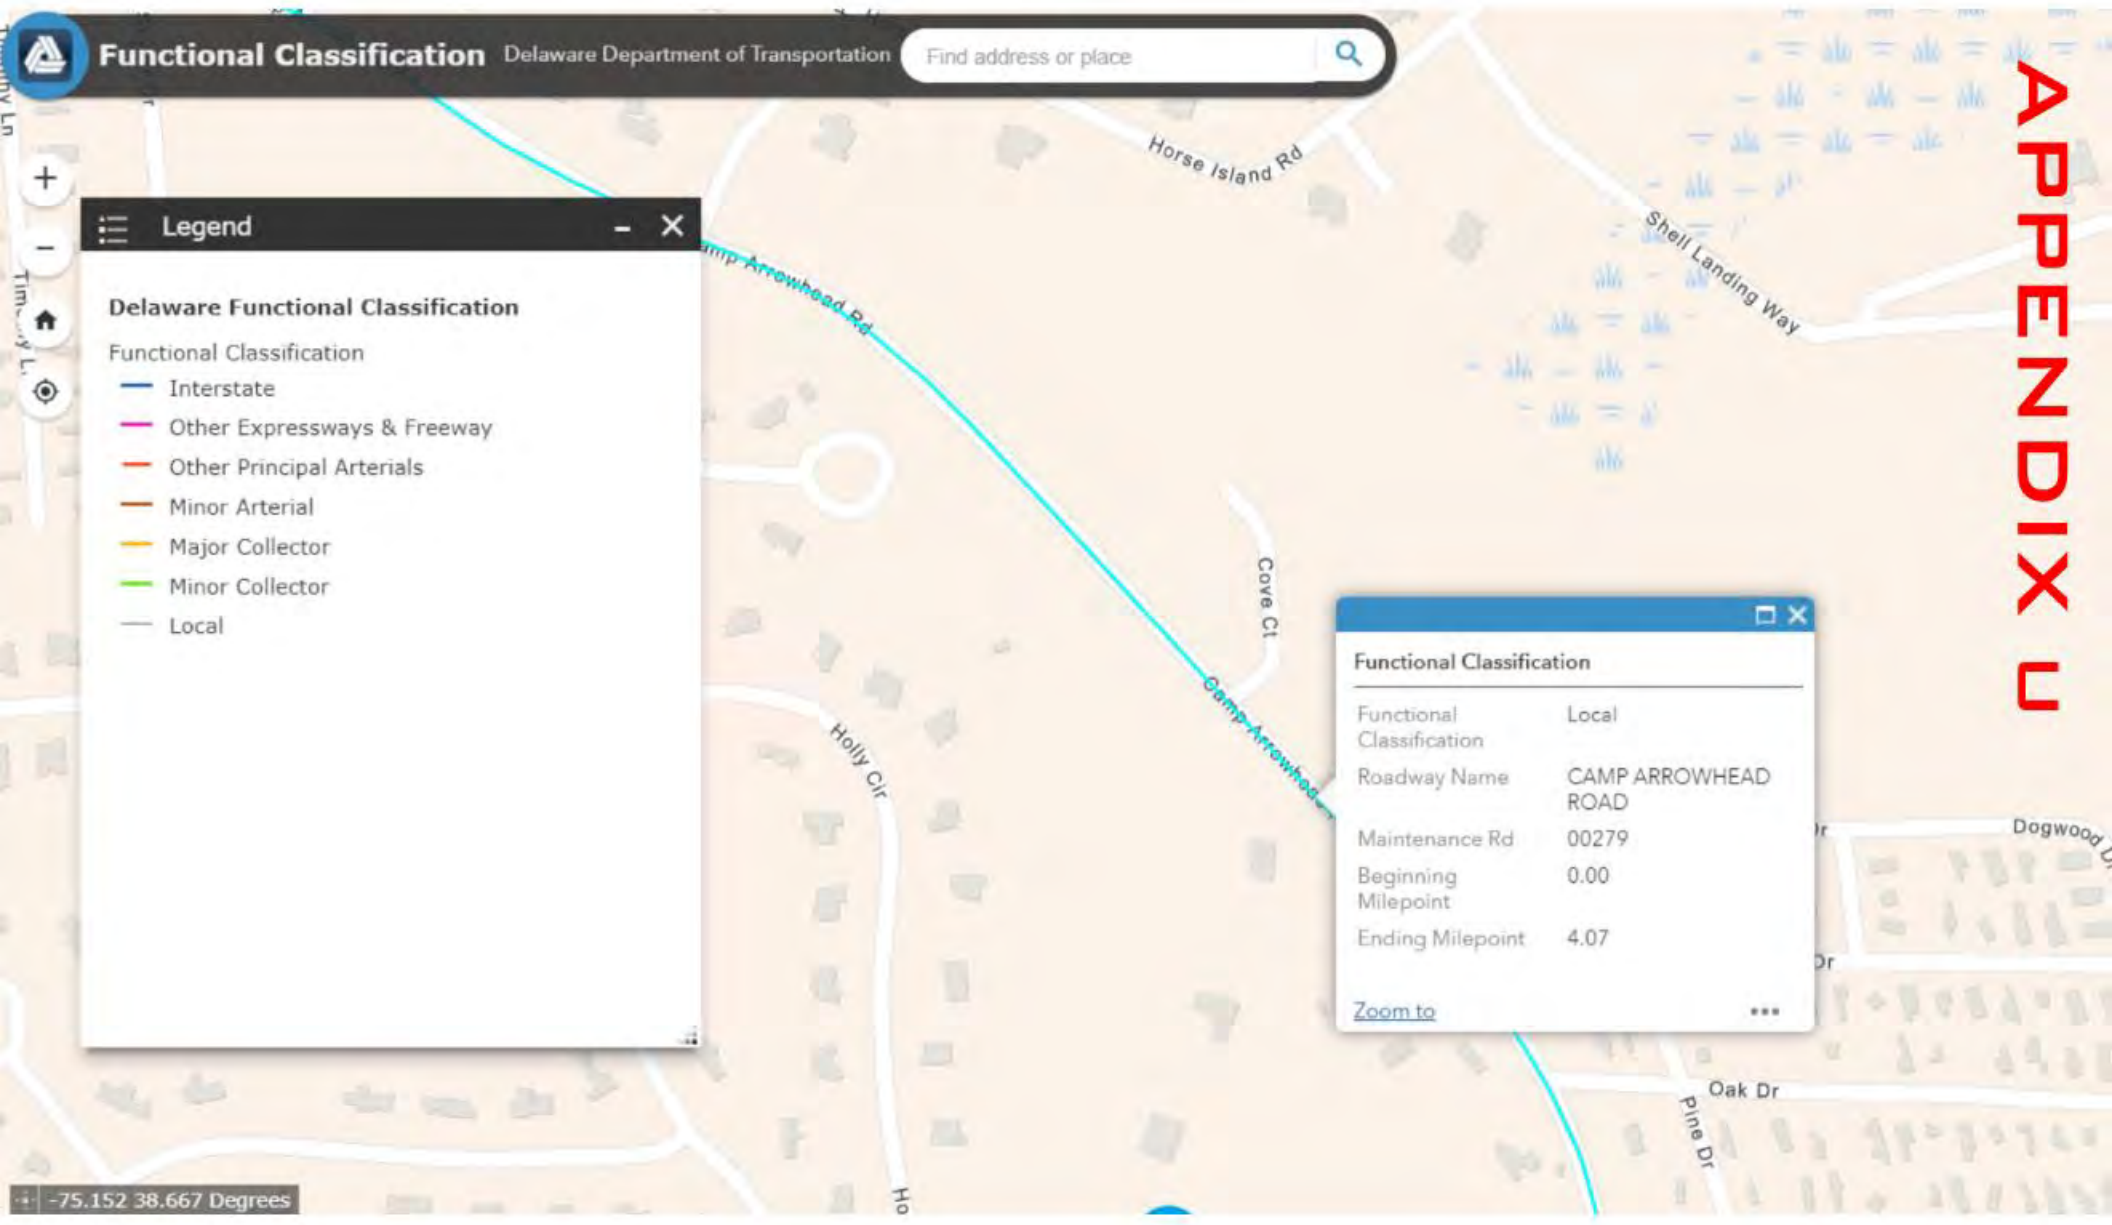 Functional Classification Delaware Department of Transportation Find address or place
APPENDIX U
Horse Island Rd
Shell Landing Way
Legend
Delaware Functional Classification
Functional Classification
Interstate
Other Expressways & Freeway
Other Principal Arterials
Minor Arterial
Major Collector
Minor Collector
Local
Arrowhead Rd
Cove Ct
Camp Arrowhea
Holly Cir
Functional Classification
Functional Local
Classification
Roadway Name CAMP ARROWHEAD
ROAD
Maintenance Rd 00279
Beginning 0.00
Milepoint
Ending Milepoint 4.07
Zoom to
Dogwood
Dr
Oak Dr
Pine Dr
Ho
-75.152 38.667 Degrees